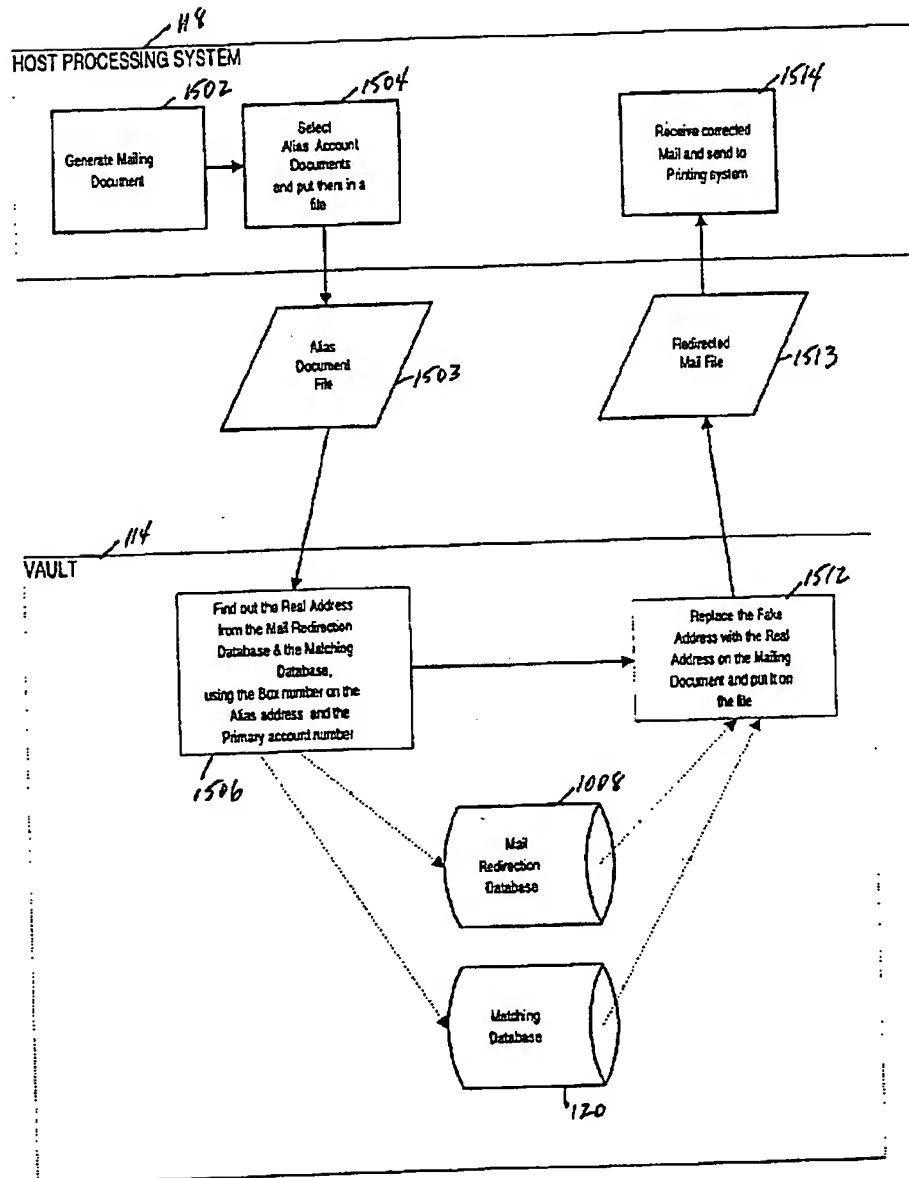 118
HOST PROCESSING SYSTEM
1502
Generate Mailing
Document
1504
Select
Alias Account
Documents
and put them in a
file
1514
Receive corrected
Mail and send to
Printing system
Alias
Document
File
1503
Redirected
Mail File
1513
114
VAULT
Find out the Real Address
from the Mail Redirection
Database & the Matching
Database,
using the Box number on the
Alias address and the
Primary account number
1506
1512
Replace the Fake
Address with the Real
Address on the Mailing
Document and put it on
the file
1008
Mail
Redirection
Database
Matching
Database
120